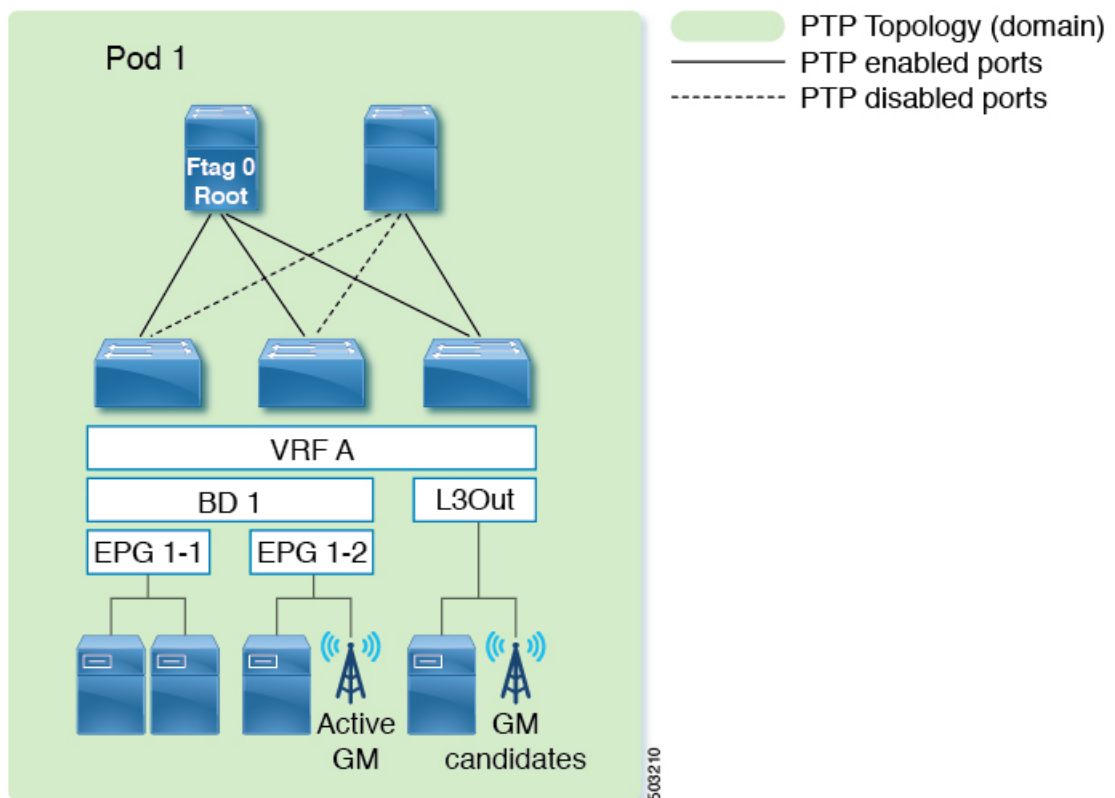 Pod 1
PTP Topology (domain)
PTP enabled ports
PTP disabled ports
Ftag 0
Root
VRF A
BD 1
L3Out
EPG 1-1
EPG 1-2
Active
GM
GM
candidates
503210